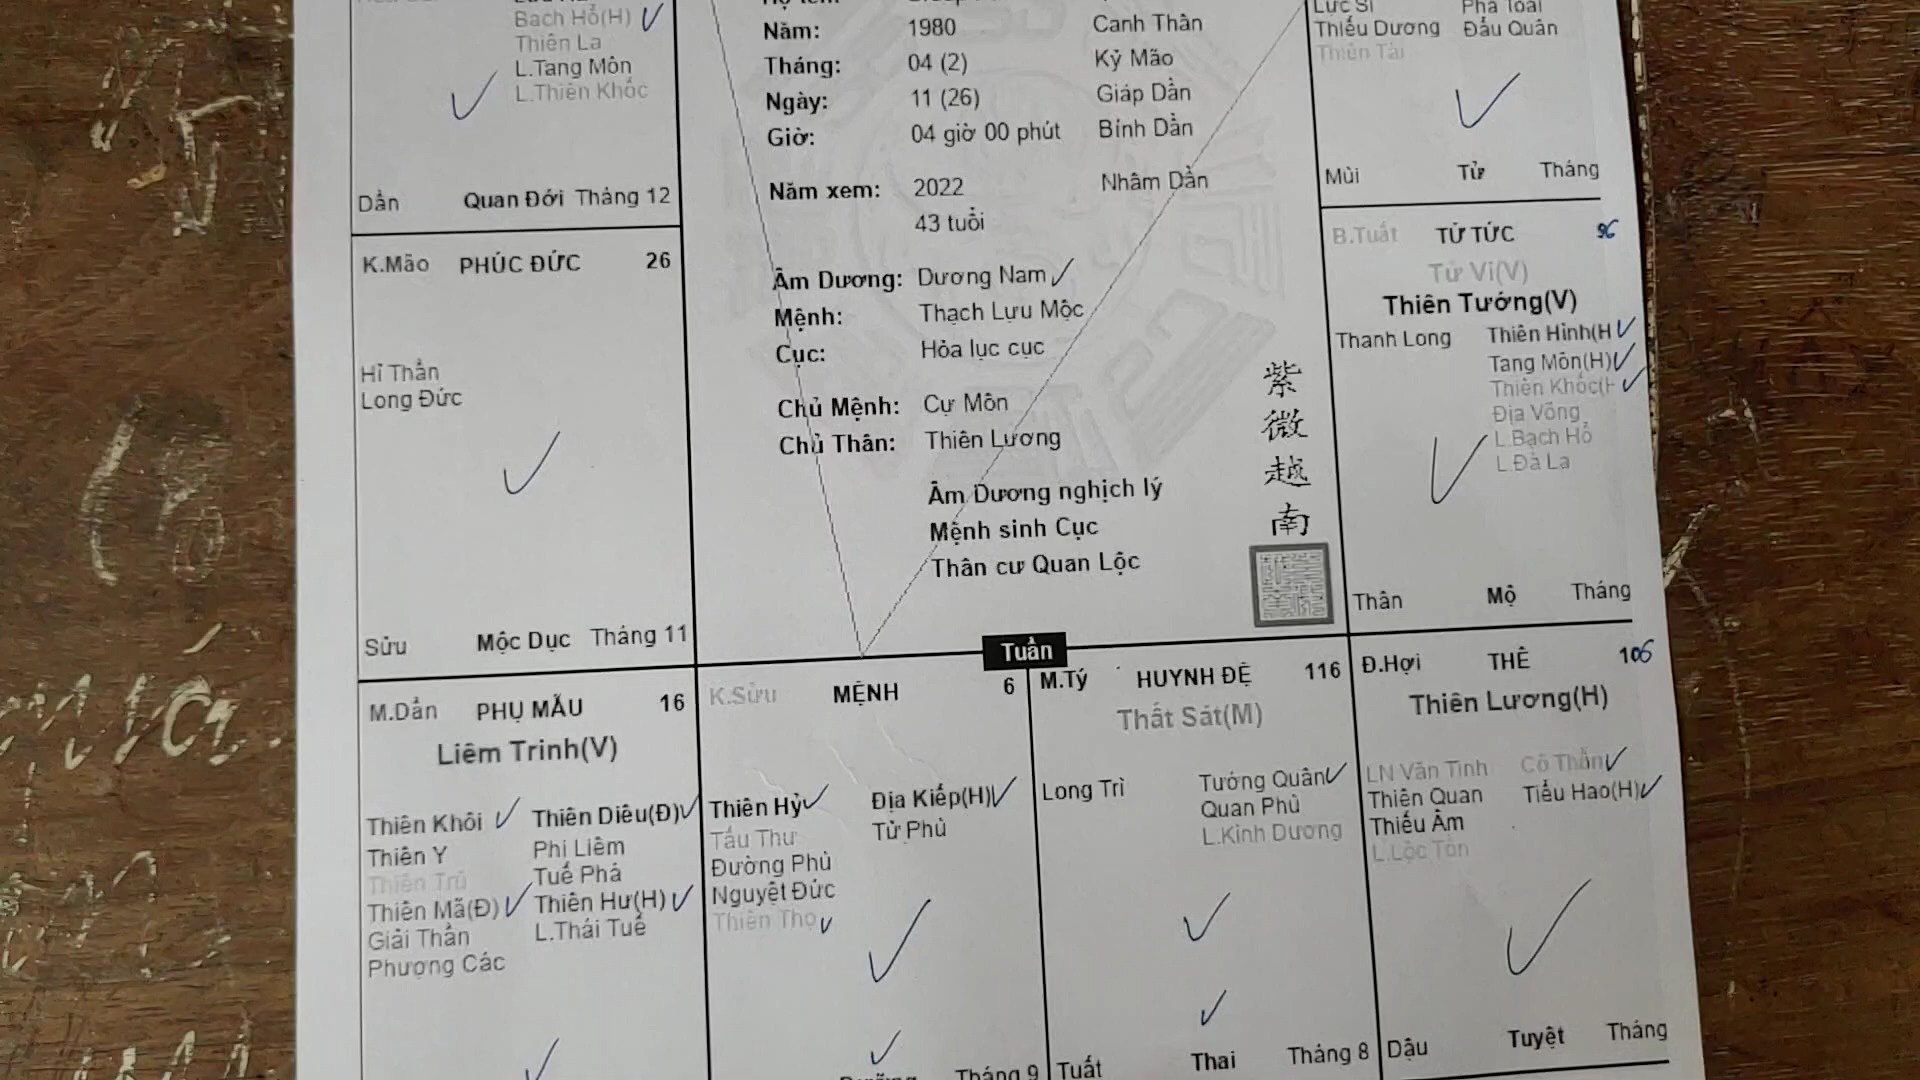 Bạch Hổ(H)
Thiên La
L.Tang Môn
L.Thiên Khốc
Dần Quan Đới Tháng 12
Năm: 1980 Canh Thân
Tháng: 04 (2) Kỷ Mão
Ngày: 11 (26) Giáp Dần
Giờ: 04 giờ 00 phút Bính Dần
Năm xem: 2022 Nhâm Dần
43 tuổi
Âm Dương: Dương Nam
Mệnh: Thạch Lựu Mộc
Cục: Hỏa lục cục
Chủ Mệnh: Cự Môn
Chủ Thân: Thiên Lương
Âm Dương nghịch lý
Mệnh sinh Cục
Thân cư Quan Lộc
紫
微
越
南
Lực Sĩ Phá Toái
Thiếu Dương Đẩu Quân
Thiên Tài
Mùi Tử Tháng
K.Mão PHÚC ĐỨC 26
Hỉ Thần
Long Đức
Sửu Mộc Dục Tháng 11
B.Tuất TỬ TỨC 96
Tử Vi(V)
Thiên Tướng(V)
Thanh Long Thiên Hình(H
Tang Môn(H)
Thiên Khốc(H
Địa Võng
L.Bạch Hổ
L.Đà La
Thân Mộ Tháng
Tuần
M.Dần PHỤ MẪU 16
Liêm Trinh(V)
Thiên Khôi Thiên Diêu(Đ)
Thiên Y Phi Liêm
Thiên Trù Tuế Phá
Thiên Mã(Đ) Thiên Hư(H)
Giải Thần L.Thái Tuế
Phượng Các
K.Sửu MỆNH 6
Thiên Hỷ Địa Kiếp(H)
Tấu Thư Tử Phù
Đường Phù
Nguyệt Đức
Thiên Thọ
Tháng 9
M.Tý HUYNH ĐỆ 116
Thất Sát(M)
Long Trì Tướng Quân
Quan Phù
L.Kình Dương
Tuất Thai Tháng 8
Đ.Hợi THÊ 106
Thiên Lương(H)
LN Văn Tinh Cô Thần
Thiên Quan Tiểu Hao(H)
Thiếu Âm
L.Lộc Tồn
Dậu Tuyệt Tháng